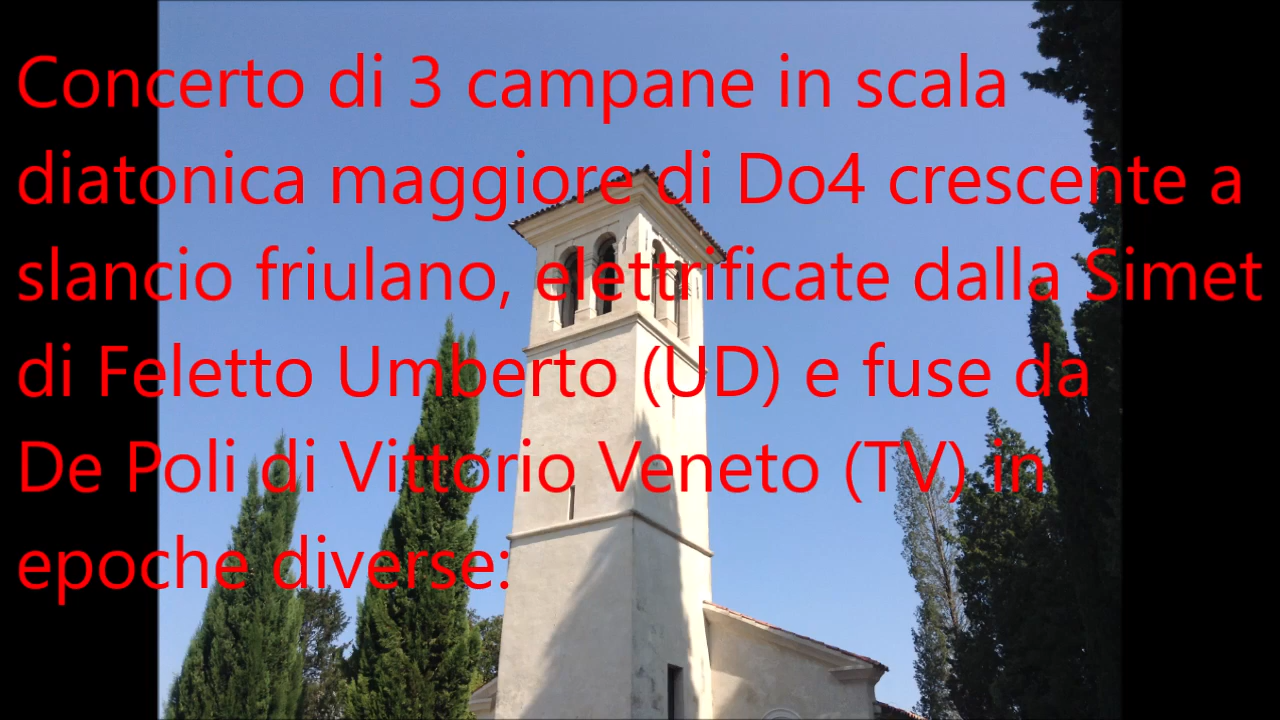 Concerto di 3 campane in scala
diatonica maggiore di Do4 crescente a
slancio friulano, elettrificate dalla Simet
di Feletto Umberto (UD) e fuse da
De Poli di Vittorio Veneto (TV) in
epoche diverse: